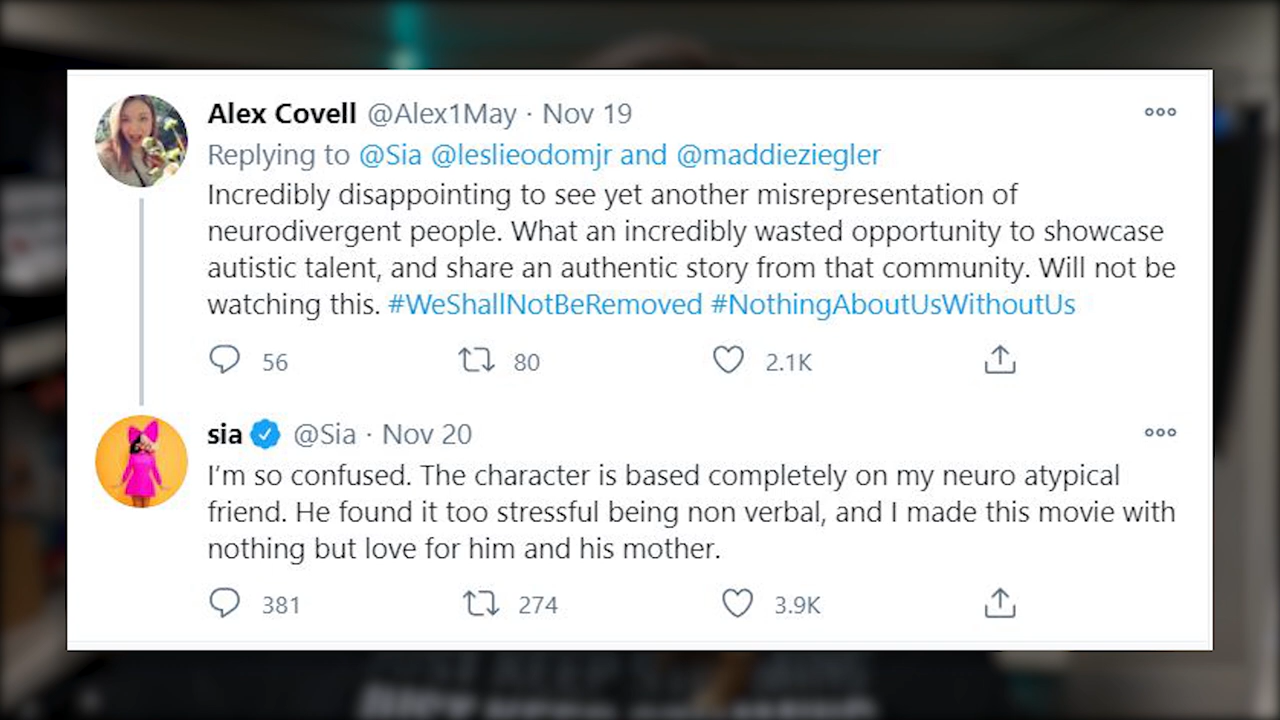 Alex Covell @Alex1May · Nov 19
Replying to @Sia @leslieodomjr and @maddieziegler
Incredibly disappointing to see yet another misrepresentation of
neurodivergent people. What an incredibly wasted opportunity to showcase
autistic talent, and share an authentic story from that community. Will not be
watching this. #WeShallNotBeRemoved #NothingAboutUsWithoutUs
56 80 2.1K
sia @Sia · Nov 20
I'm so confused. The character is based completely on my neuro atypical
friend. He found it too stressful being non verbal, and I made this movie with
nothing but love for him and his mother.
381 274 3.9K